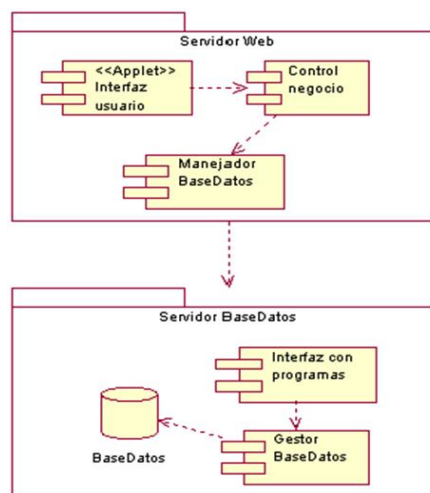 Servidor Web
<<Applet>>
Interfaz
usuario
Control
negocio
Manejador
BaseDatos
Servidor BaseDatos
Interfaz con
programas
BaseDatos
Gestor
BaseDatos